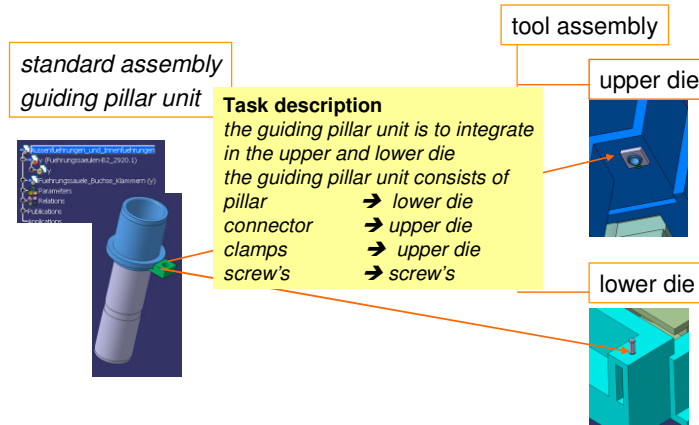 tool assembly
standard assembly
guiding pillar unit
upper die
Task description
the guiding pillar unit is to integrate
in the upper and lower die
the guiding pillar unit consists of
pillar ➔ lower die
connector ➔ upper die
clamps ➔ upper die
screw's ➔ screw's
Aussenfuehrungen_und_Innenfuehrungen
y (Fuehrungssaeulen-B2_2920.1)
y
Fuehrungssauele_Buchse_Klammern (y)
Parameters
Relations
Publications
Applications
lower die